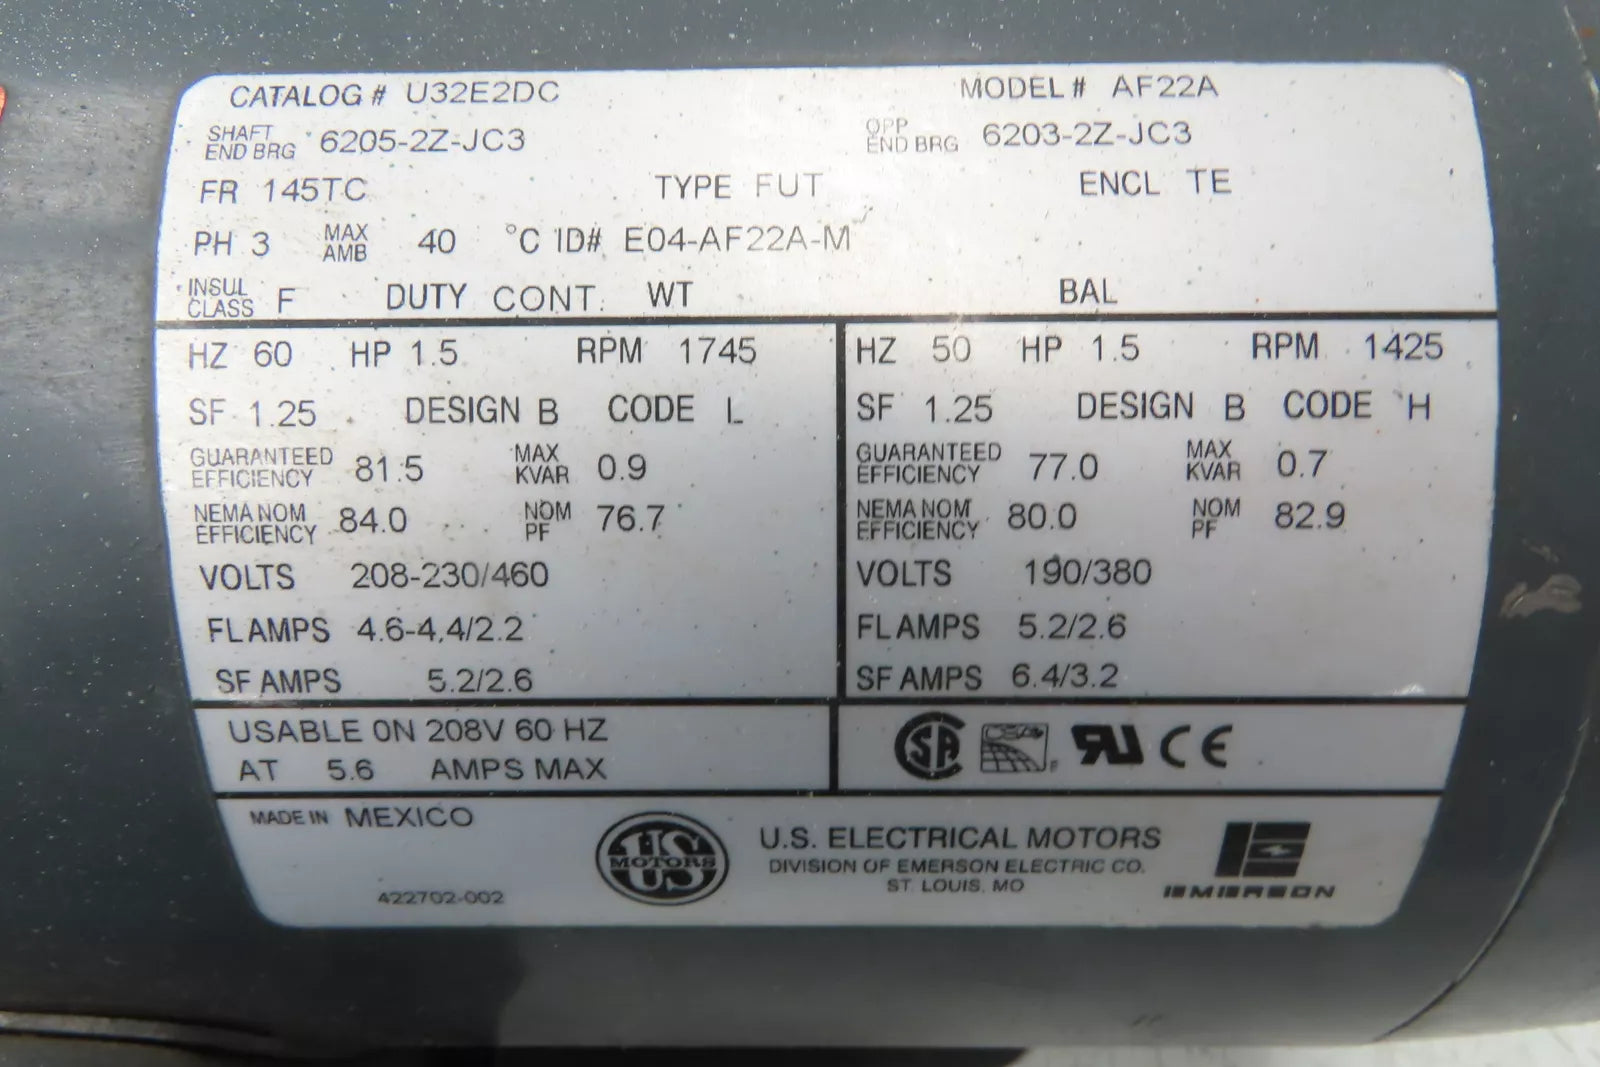 CATALOG # U32E2DC MODEL # AF22A
SHAFT END BRG 6205-2Z-JC3 OPP END BRG 6203-2Z-JC3
FR 145TC TYPE FUT ENCL TE
PH 3 MAX AMB 40 °C ID# E04-AF22A-M
INSUL CLASS F DUTY CONT. WT BAL
HZ 60 HP 1.5 RPM 1745
SF 1.25 DESIGN B CODE L
GUARANTEED EFFICIENCY 81.5 MAX KVAR 0.9
NEMA NOM EFFICIENCY 84.0 NOM PF 76.7
VOLTS 208-230/460
FL AMPS 4.6-4.4/2.2
SF AMPS 5.2/2.6
HZ 50 HP 1.5 RPM 1425
SF 1.25 DESIGN B CODE H
GUARANTEED EFFICIENCY 77.0 MAX KVAR 0.7
NEMA NOM EFFICIENCY 80.0 NOM PF 82.9
VOLTS 190/380
FL AMPS 5.2/2.6
SF AMPS 6.4/3.2
USABLE ON 208V 60 HZ
AT 5.6 AMPS MAX
SA CE
MADE IN MEXICO
422702-002
US MOTORS US
U.S. ELECTRICAL MOTORS
DIVISION OF EMERSON ELECTRIC CO.
ST. LOUIS, MO
EMERSON